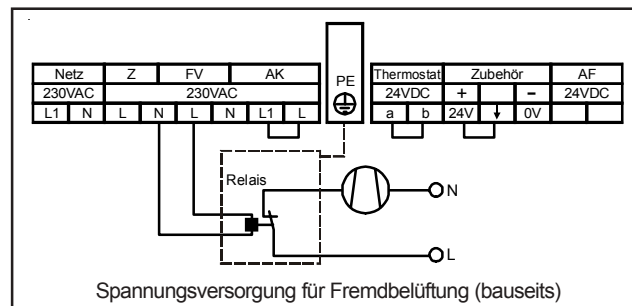 Netz Z FV AK PE Thermostat Zubehör AF
230VAC 230VAC 24VDC + − 24VDC
L1 N L N L N L1 L a b 24V ↓ 0V
Relais
N
L
Spannungsversorgung für Fremdbelüftung (bauseits)